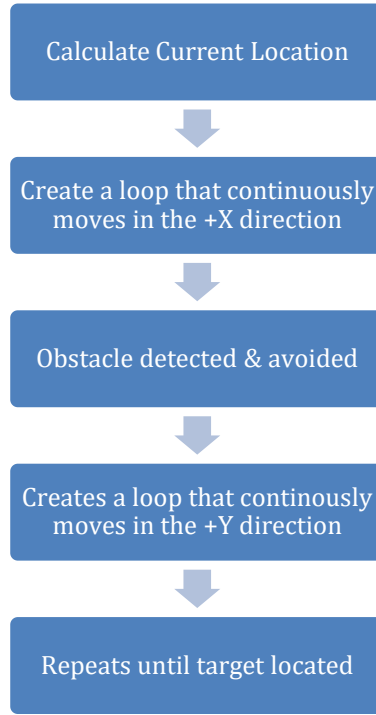 Calculate Current Location
Create a loop that continuously
moves in the +X direction
Obstacle detected & avoided
Creates a loop that continously
moves in the +Y direction
Repeats until target located